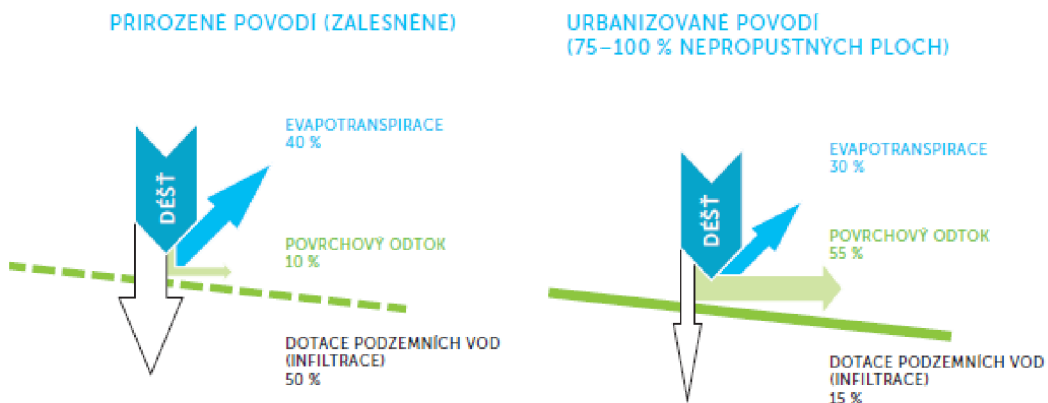 PŘIROZENÉ POVODÍ (ZALESNĚNÉ)
DÉŠŤ
EVAPOTRANSPIRACE
40 %
POVRCHOVÝ ODTOK
10 %
DOTACE PODZEMNÍCH VOD
(INFILTRACE)
50 %
URBANIZOVANÉ POVODÍ
(75–100 % NEPROPUSTNÝCH PLOCH)
DÉŠŤ
EVAPOTRANSPIRACE
30 %
POVRCHOVÝ ODTOK
55 %
DOTACE PODZEMNÍCH VOD
(INFILTRACE)
15 %